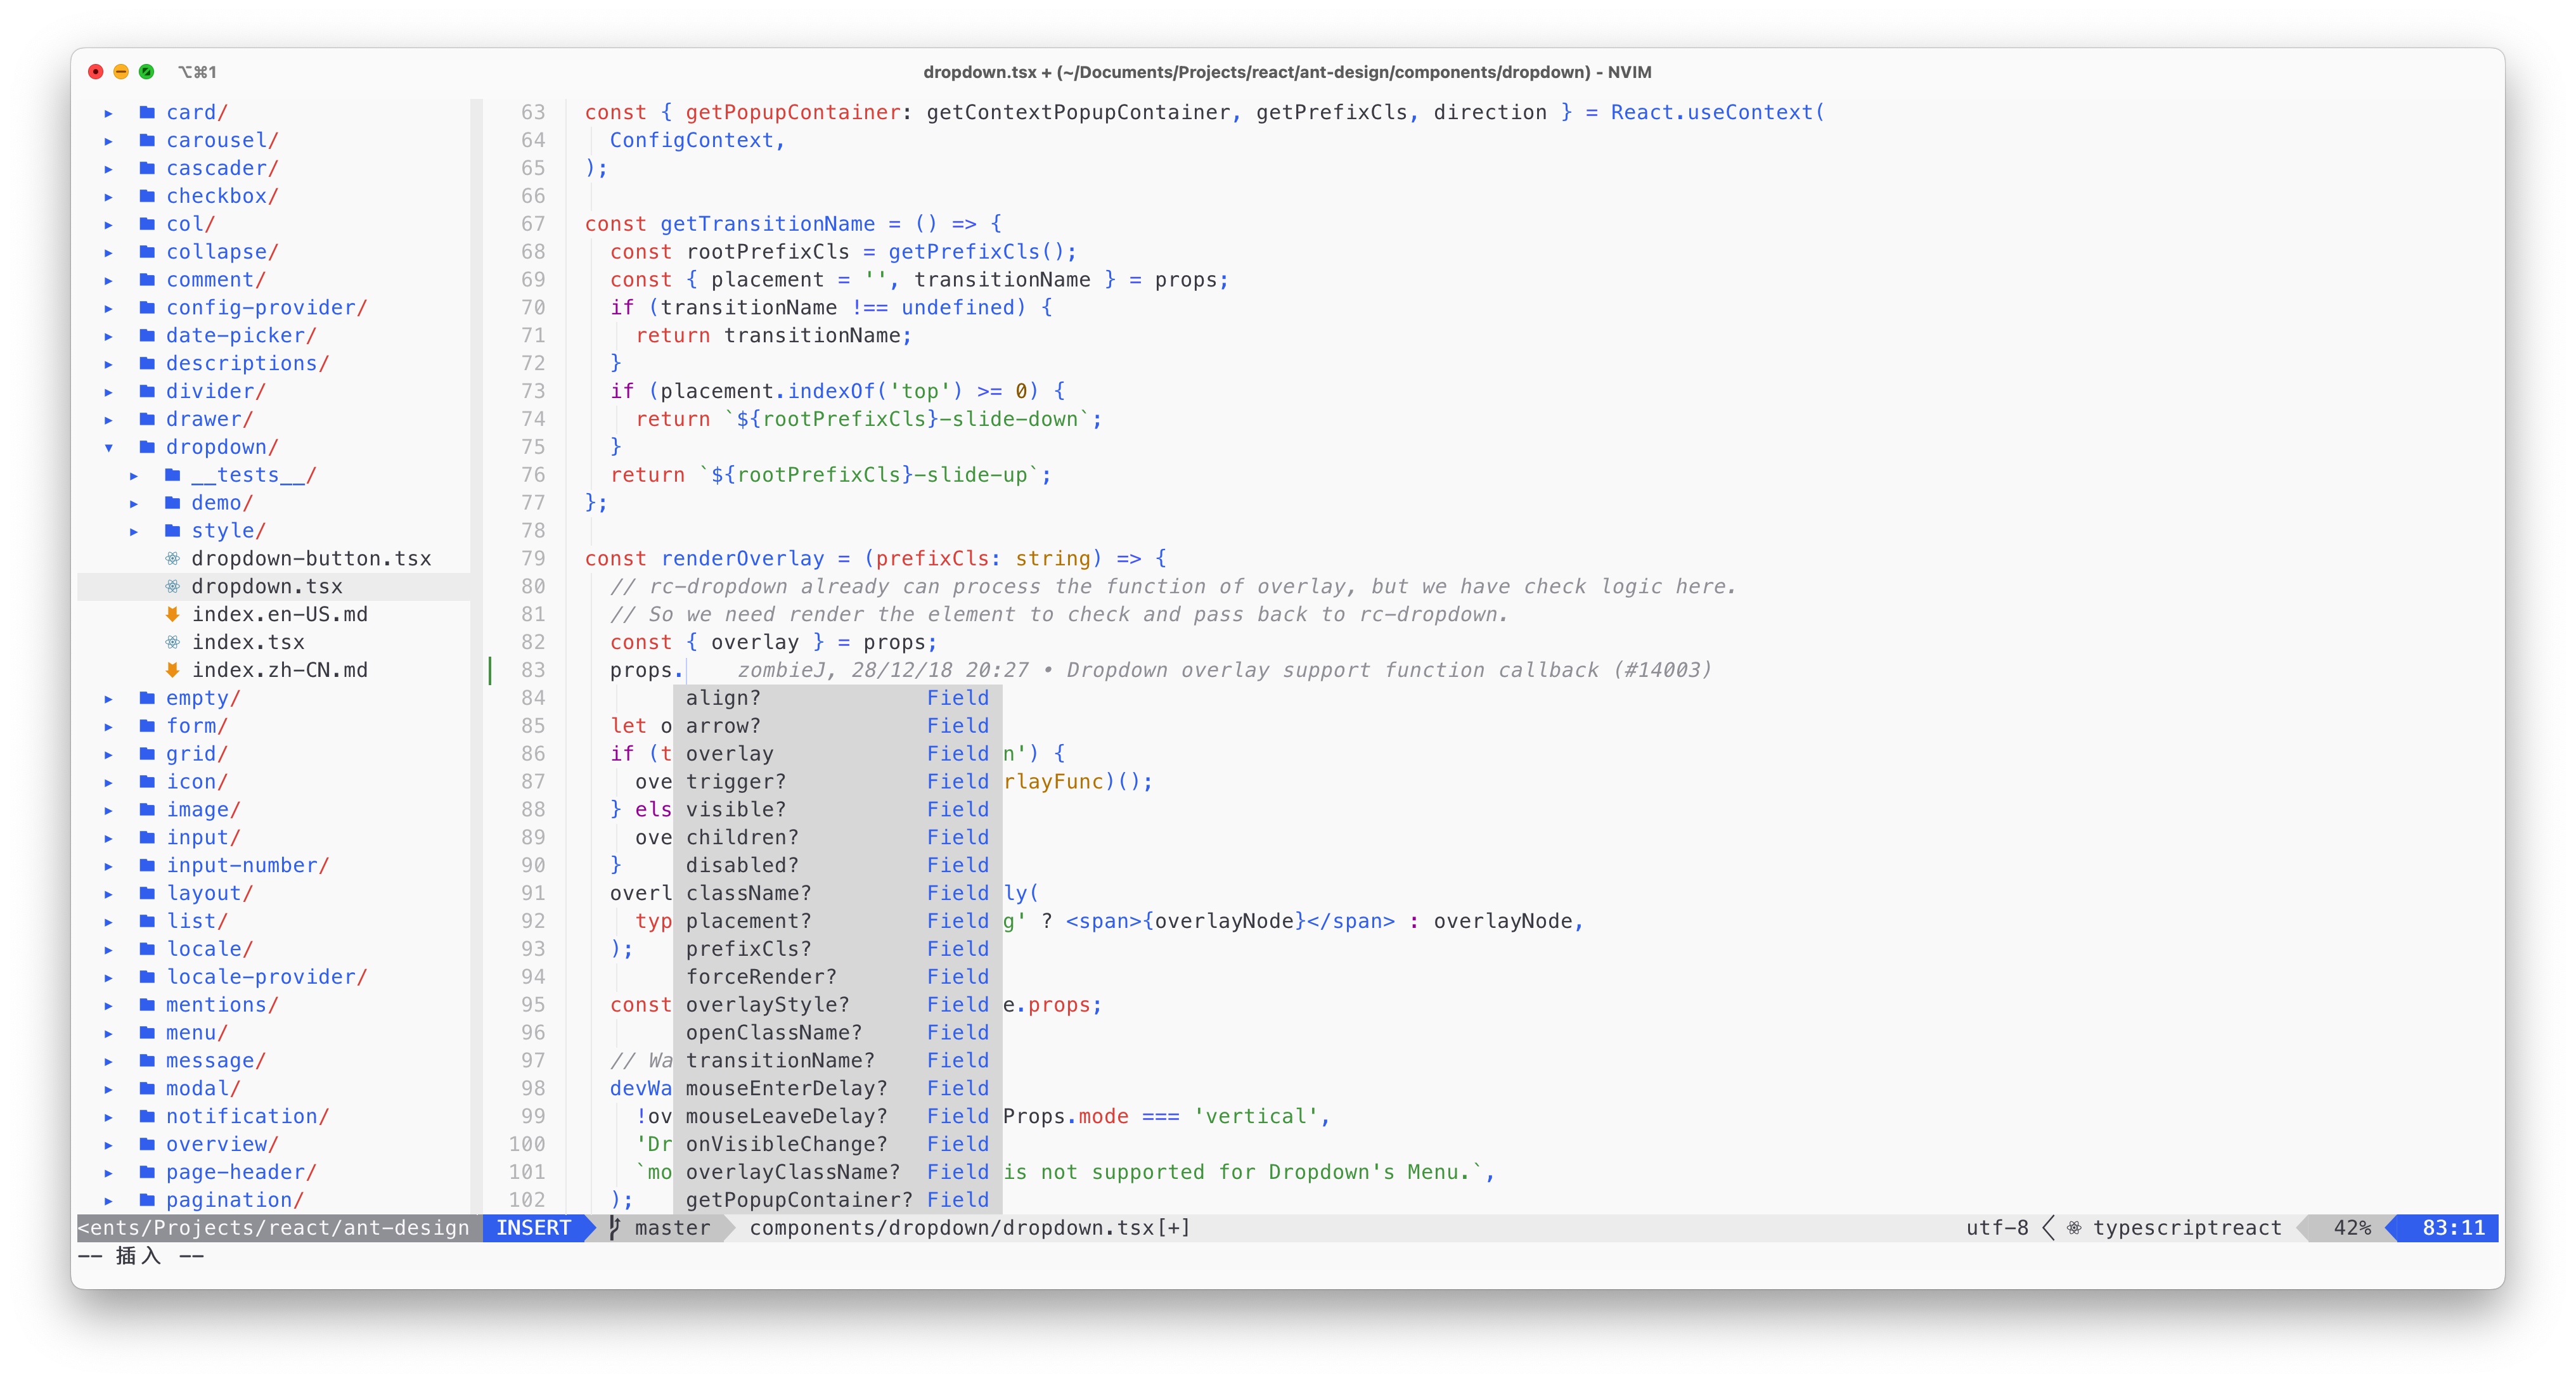 ⌥⌘1
dropdown.tsx + (~/Documents/Projects/react/ant-design/components/dropdown) - NVIM
card/
carousel/
cascader/
checkbox/
col/
collapse/
comment/
config-provider/
date-picker/
descriptions/
divider/
drawer/
dropdown/
__tests__/
demo/
style/
dropdown-button.tsx
dropdown.tsx
index.en-US.md
index.tsx
index.zh-CN.md
empty/
form/
grid/
icon/
image/
input/
input-number/
layout/
list/
locale/
locale-provider/
mentions/
menu/
message/
modal/
notification/
overview/
page-header/
pagination/
63 const { getPopupContainer: getContextPopupContainer, getPrefixCls, direction } = React.useContext(
64 ConfigContext,
65 );
66
67 const getTransitionName = () => {
68 const rootPrefixCls = getPrefixCls();
69 const { placement = '', transitionName } = props;
70 if (transitionName !== undefined) {
71 return transitionName;
72 }
73 if (placement.indexOf('top') >= 0) {
74 return `${rootPrefixCls}-slide-down`;
75 }
76 return `${rootPrefixCls}-slide-up`;
77 };
78
79 const renderOverlay = (prefixCls: string) => {
80 // rc-dropdown already can process the function of overlay, but we have check logic here.
81 // So we need render the element to check and pass back to rc-dropdown.
82 const { overlay } = props;
83 props. zombieJ, 28/12/18 20:27 • Dropdown overlay support function callback (#14003)
84 align? Field
85 let o arrow? Field
86 if (t overlay Field n') {
87 ove trigger? Field rlayFunc)();
88 } els visible? Field
89 ove children? Field
90 } disabled? Field
91 overl className? Field ly(
92 typ placement? Field g' ? <span>{overlayNode}</span> : overlayNode,
93 ); prefixCls? Field
94 forceRender? Field
95 const overlayStyle? Field e.props;
96 openClassName? Field
97 // Wa transitionName? Field
98 devWa mouseEnterDelay? Field
99 !ov mouseLeaveDelay? Field Props.mode === 'vertical',
100 'Dr onVisibleChange? Field
101 `mo overlayClassName? Field is not supported for Dropdown's Menu.`,
102 ); getPopupContainer? Field
<ents/Projects/react/ant-design INSERT master components/dropdown/dropdown.tsx[+] utf-8 typescriptreact 42% 83:11
-- 插入 --